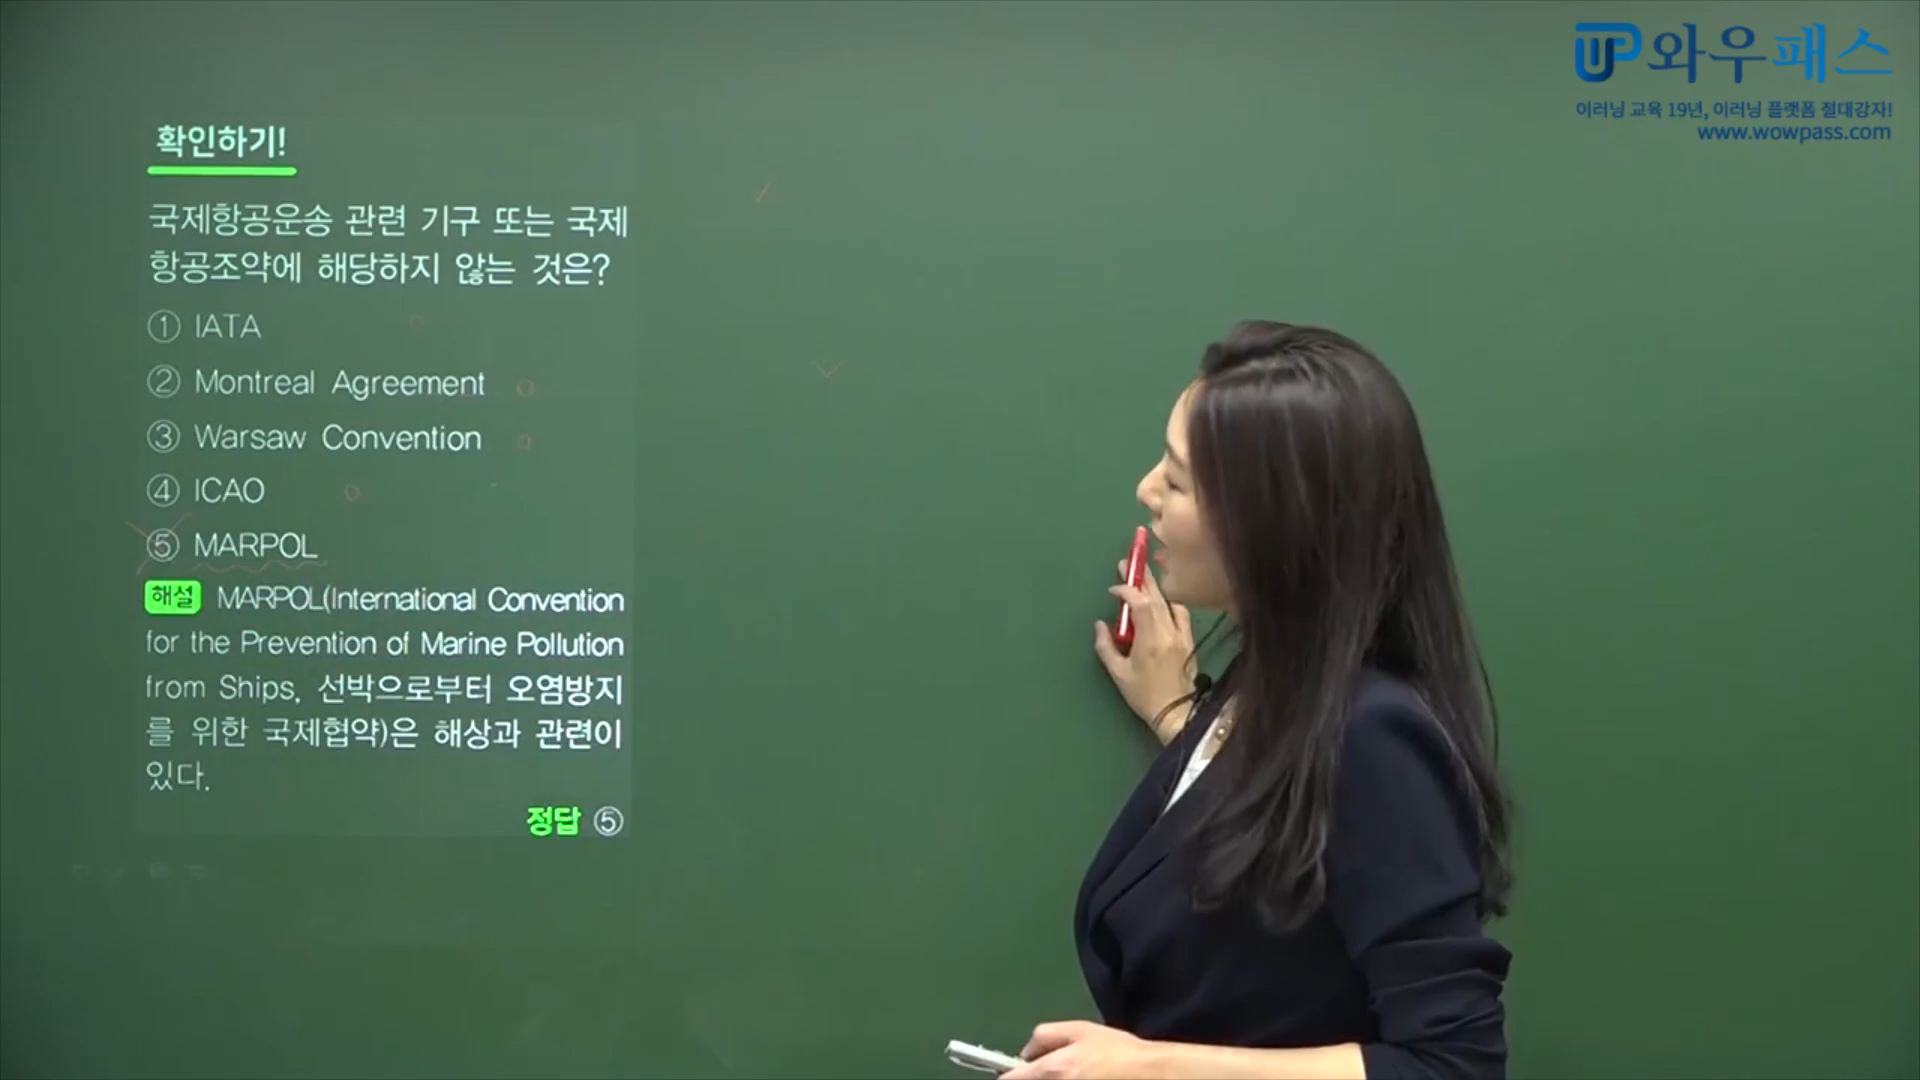 와우패스
이러닝 교육 19년, 이러닝 플랫폼 절대강자!
www.wowpass.com
확인하기!
국제항공운송 관련 기구 또는 국제
항공조약에 해당하지 않는 것은?
① IATA
② Montreal Agreement
③ Warsaw Convention
④ ICAO
⑤ MARPOL
해설 MARPOL(International Convention
for the Prevention of Marine Pollution
from Ships, 선박으로부터 오염방지
를 위한 국제협약)은 해상과 관련이
있다.
정답 ⑤